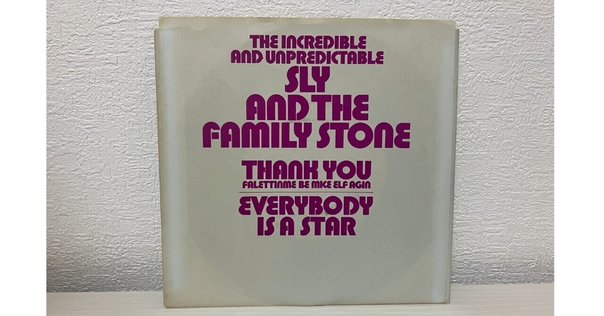 THE INCREDIBLE
AND UNPREDICTABLE
SLY
AND THE
FAMILY STONE
THANK YOU
FALETTINME BE MICE ELF AGIN
EVERYBODY
IS A STAR